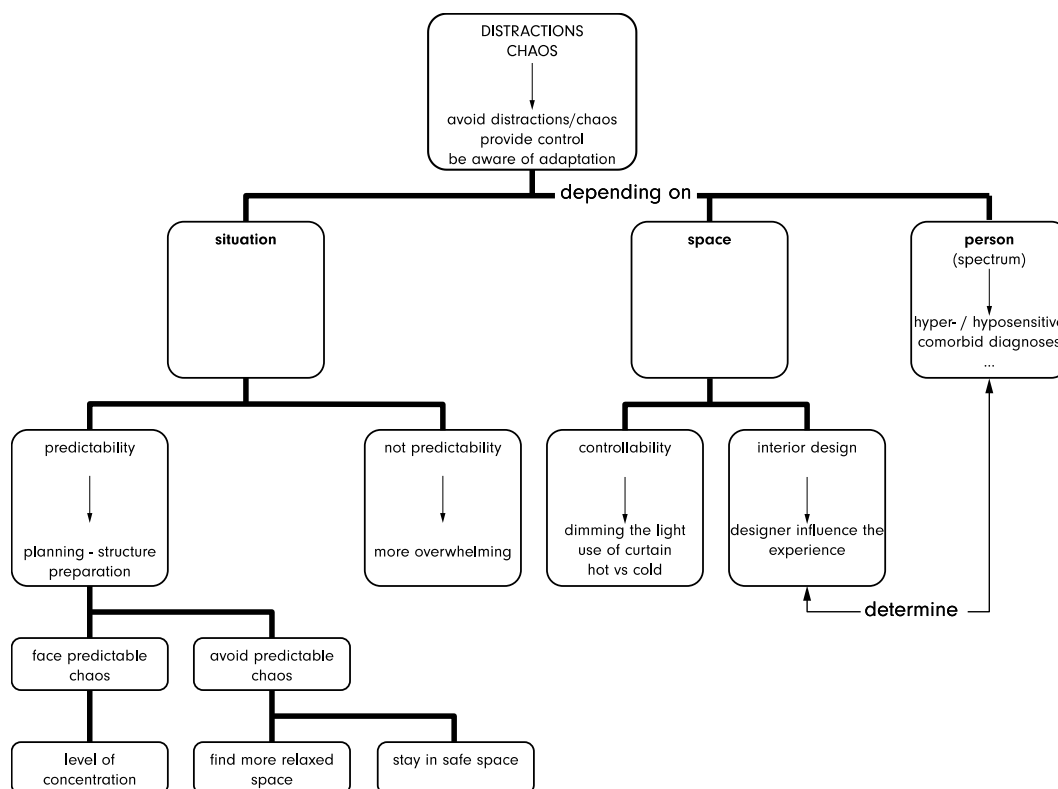 DISTRACTIONS
CHAOS
avoid distractions/chaos
provide control
be aware of adaptation
depending on
situation
space
person
(spectrum)
hyper- / hyposensitive
comorbid diagnoses
...
predictability
planning - structure
preparation
not predictability
more overwhelming
controllability
dimming the light
use of curtain
hot vs cold
interior design
designer influence the
experience
determine
face predictable
chaos
avoid predictable
chaos
level of
concentration
find more relaxed
space
stay in safe space